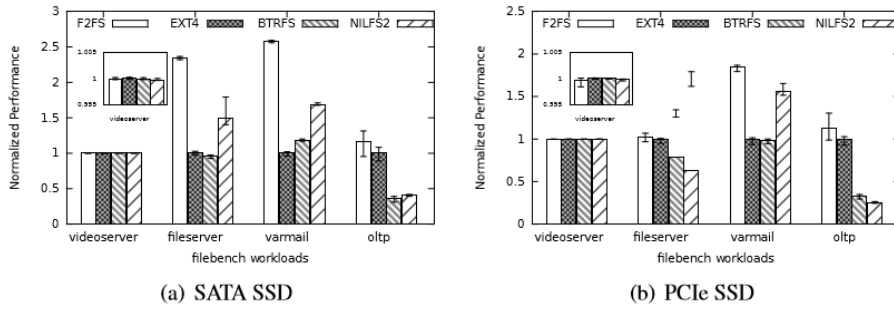 F2FS EXT4 BTRFS NILFS2
3
2.5
2
1.5
1
0.5
0
Normalized Performance
1.005
1
0.995
videoserver
videoserver fileserver varmail oltp
filebench workloads
(a) SATA SSD
F2FS EXT4 BTRFS NILFS2
2.5
2
1.5
1
0.5
0
Normalized Performance
1.005
1
0.995
videoserver
videoserver fileserver varmail oltp
filebench workloads
(b) PCIe SSD